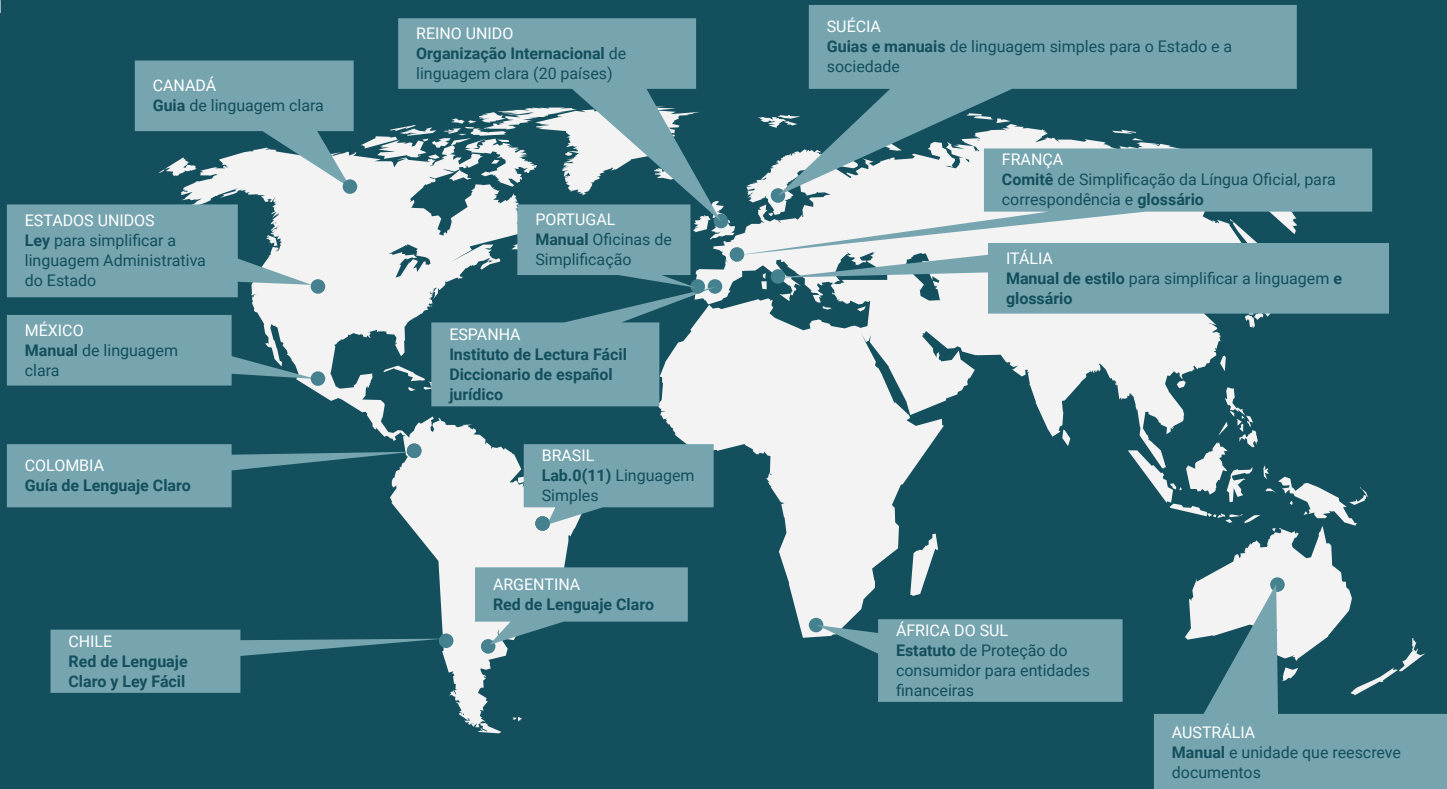 REINO UNIDO
Organização Internacional de
linguagem clara (20 países)
SUÉCIA
Guias e manuais de linguagem simples para o Estado e a
sociedade
CANADÁ
Guia de linguagem clara
FRANÇA
Comitê de Simplificação da Língua Oficial, para
correspondência e glossário
ESTADOS UNIDOS
Ley para simplificar a
linguagem Administrativa
do Estado
PORTUGAL
Manual Oficinas de
Simplificação
ITÁLIA
Manual de estilo para simplificar a linguagem e
glossário
MÉXICO
Manual de linguagem
clara
ESPANHA
Instituto de Lectura Fácil
Diccionario de español
jurídico
COLOMBIA
Guía de Lenguaje Claro
BRASIL
Lab.0(11) Linguagem
Simples
ARGENTINA
Red de Lenguaje Claro
CHILE
Red de Lenguaje
Claro y Ley Fácil
ÁFRICA DO SUL
Estatuto de Proteção do
consumidor para entidades
financeiras
AUSTRÁLIA
Manual e unidade que reescreve
documentos